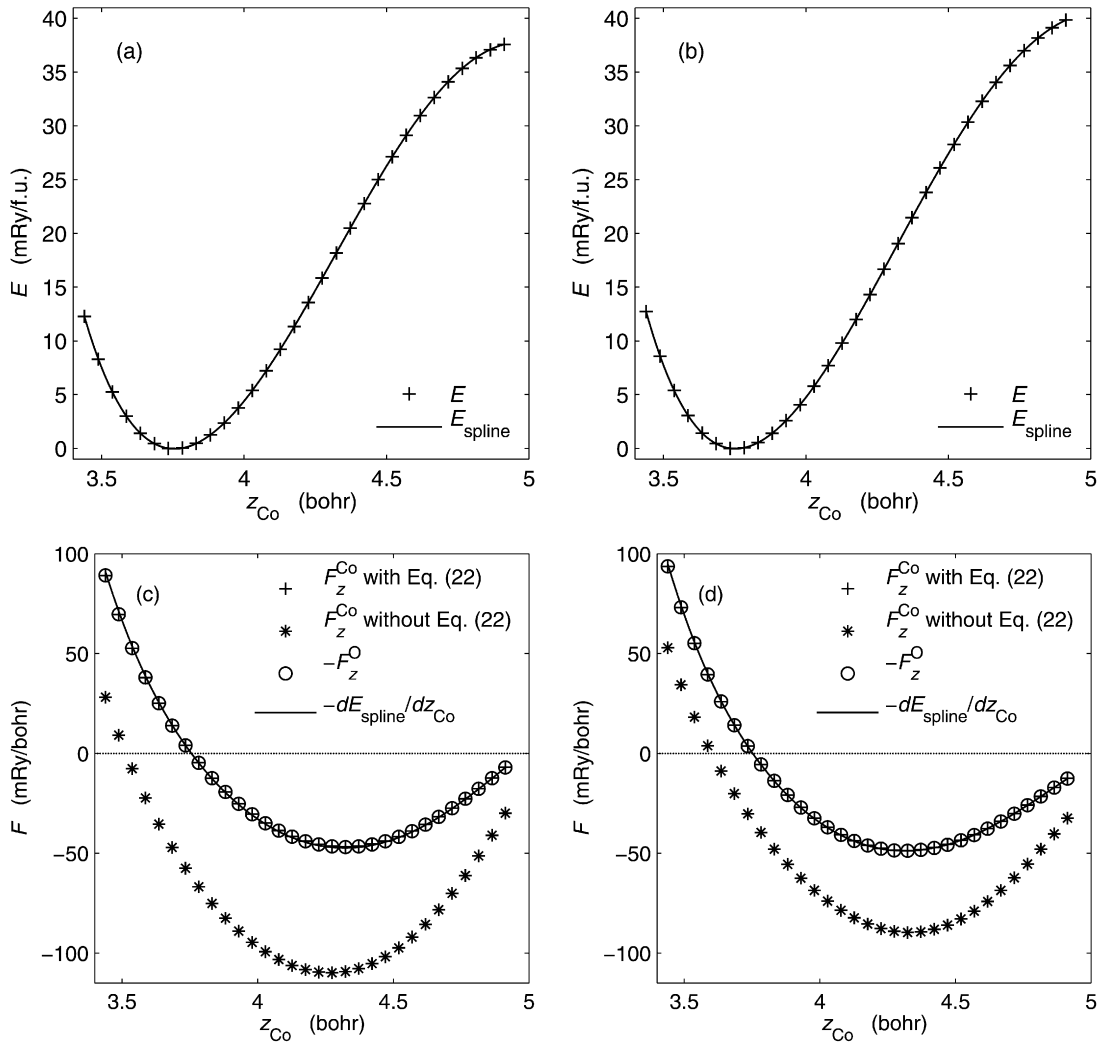 (a)
E (mRy/f.u.)
40
35
30
25
20
15
10
5
0
E
E_spline
3.5 4 4.5 5
z_Co (bohr)
(b)
E (mRy/f.u.)
40
35
30
25
20
15
10
5
0
E
E_spline
3.5 4 4.5 5
z_Co (bohr)
(c)
F (mRy/bohr)
100
50
0
−50
−100
F_z^Co with Eq. (22)
F_z^Co without Eq. (22)
−F_z^O
−dE_spline/dz_Co
3.5 4 4.5 5
z_Co (bohr)
(d)
F (mRy/bohr)
100
50
0
−50
−100
F_z^Co with Eq. (22)
F_z^Co without Eq. (22)
−F_z^O
−dE_spline/dz_Co
3.5 4 4.5 5
z_Co (bohr)